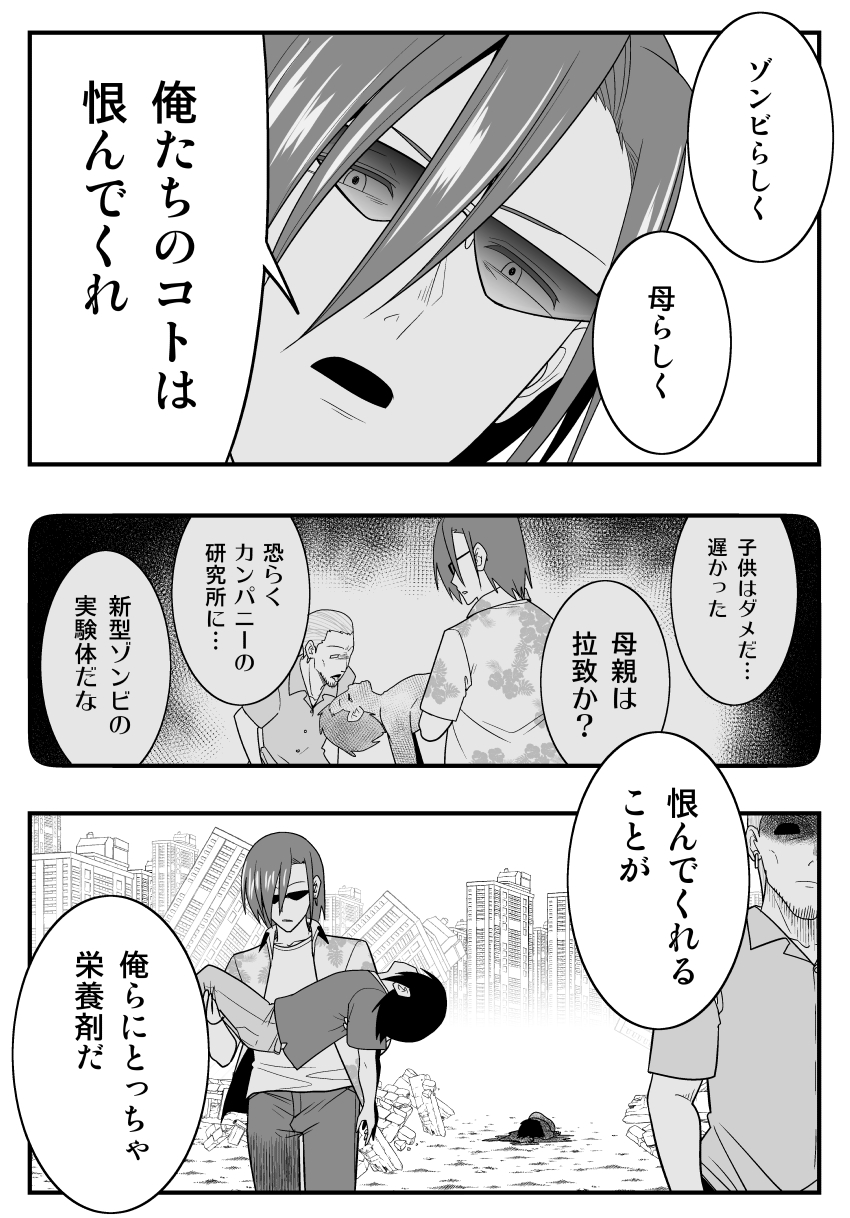 ゾンビらしく
母らしく
俺たちのコトは
恨んでくれ
子供はダメだ…
遅かった
母親は
拉致か?
恐らく
カンパニーの
研究所に…
新型ゾンビの
実験体だな
恨んでくれる
ことが
俺らにとっちゃ
栄養剤だ